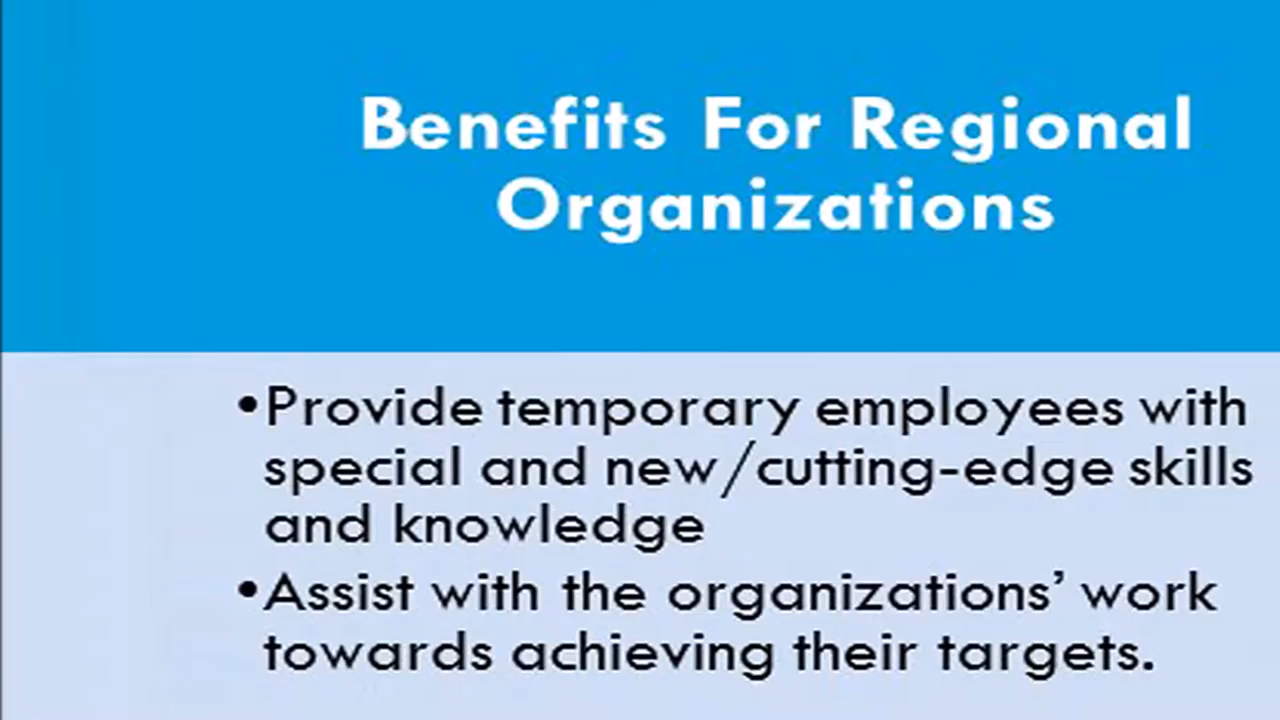 Benefits For Regional
Organizations
•Provide temporary employees with
special and new/cutting-edge skills
and knowledge
•Assist with the organizations’ work
towards achieving their targets.